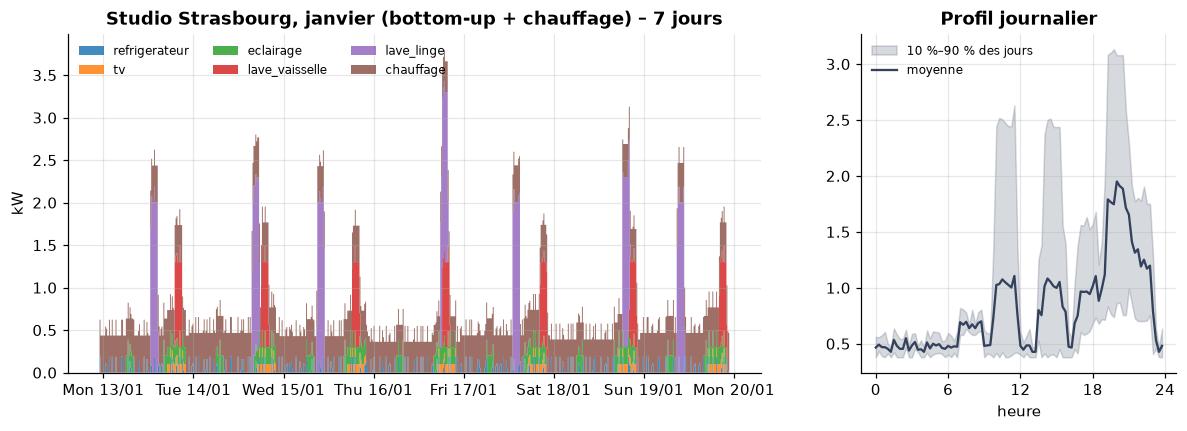 Studio Strasbourg, janvier (bottom-up + chauffage) – 7 jours
refrigerateur
eclairage
lave_linge
tv
lave_vaisselle
chauffage
kW
3.5
3.0
2.5
2.0
1.5
1.0
0.5
0.0
Mon 13/01
Tue 14/01
Wed 15/01
Thu 16/01
Fri 17/01
Sat 18/01
Sun 19/01
Mon 20/01
Profil journalier
10 %–90 % des jours
moyenne
3.0
2.5
2.0
1.5
1.0
0.5
0
6
12
18
24
heure